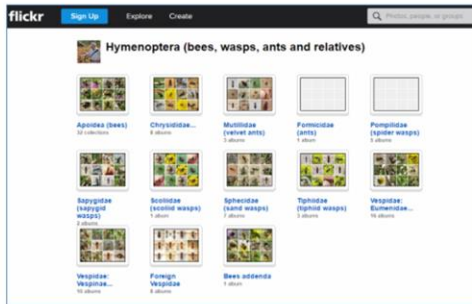 flickr Sign Up Explore Create Photos, people, or groups
Hymenoptera (bees, wasps, ants and relatives)
Apoidea (bees)
32 collections
Chrysididae...
8 albums
Mutillidae
(velvet ants)
3 albums
Formicidae
(ants)
1 album
Pompilidae
(spider wasps)
5 albums
Sapygidae
(sapygid
wasps)
2 albums
Scoliidae
(scoliid wasps)
1 album
Sphecidae
(sand wasps)
7 albums
Tiphiidae
(tiphiid wasps)
3 albums
Vespidae:
Eumenidae...
16 albums
Vespidae:
Vespinae...
10 albums
Foreign
Vespidae
8 albums
Bees addenda
1 album